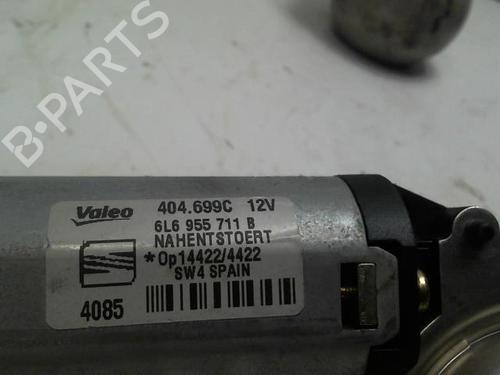 B-PARTS
Valeo 404.699C 12V
6L6 955 711 B
NAHENTSTOERT
*Op14422/4422
SW4 SPAIN
4085